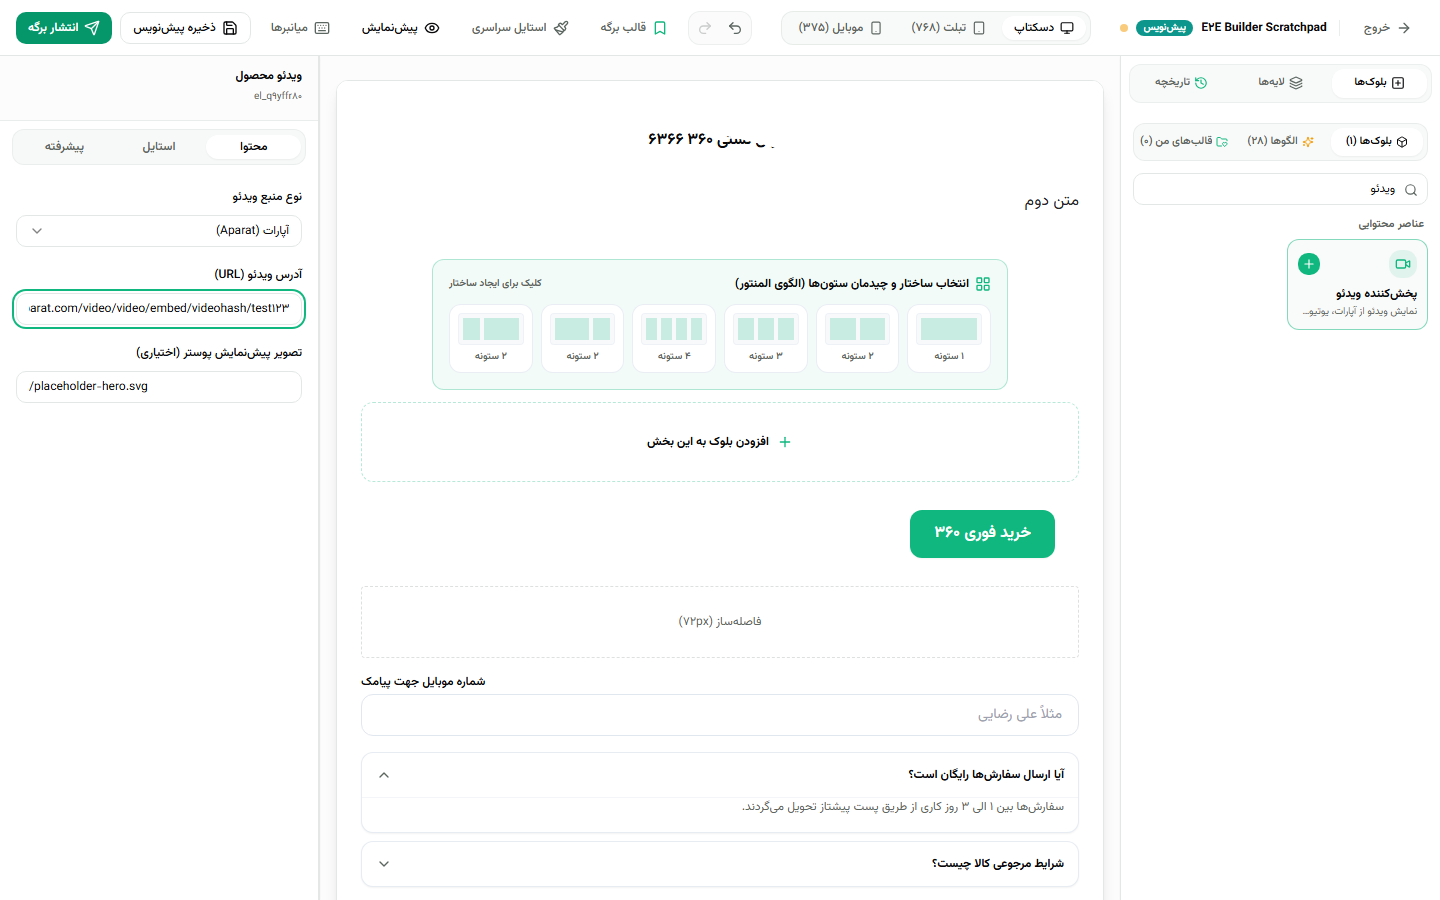 خروج
E2E Builder Scratchpad
پیش‌نویس
دسکتاپ
تبلت (۷۶۸)
موبایل (۳۷۵)
قالب برگه
استایل سراسری
پیش‌نمایش
میانبرها
ذخیره پیش‌نویس
انتشار برگه
بلوک‌ها
لایه‌ها
تاریخچه
بلوک‌ها (۱)
الگوها (۲۸)
قالب‌های من (۰)
ویدئو
عناصر محتوایی
پخش‌کننده ویدئو
نمایش ویدئو از آپارات، یوتیو...
۳۶۰ ۶۳۶۶
متن دوم
انتخاب ساختار و چیدمان ستون‌ها (الگوی المنتور)
کلیک برای ایجاد ساختار
۱ ستونه
۲ ستونه
۳ ستونه
۴ ستونه
۲ ستونه
۲ ستونه
افزودن بلوک به این بخش
خرید فوری ۳۶۰
فاصله‌ساز (۷۲px)
شماره موبایل جهت پیامک
مثلاً علی رضایی
آیا ارسال سفارش‌ها رایگان است؟
سفارش‌ها بین ۱ الی ۳ روز کاری از طریق پست پیشتاز تحویل می‌گردند.
شرایط مرجوعی کالا چیست؟
ویدئو محصول
el_q۹yffr۸۰
محتوا
استایل
پیشرفته
نوع منبع ویدئو
آپارات (Aparat)
آدرس ویدئو (URL)
arat.com/video/video/embed/videohash/test۱۲۳
تصویر پیش‌نمایش پوستر (اختیاری)
/placeholder-hero.svg